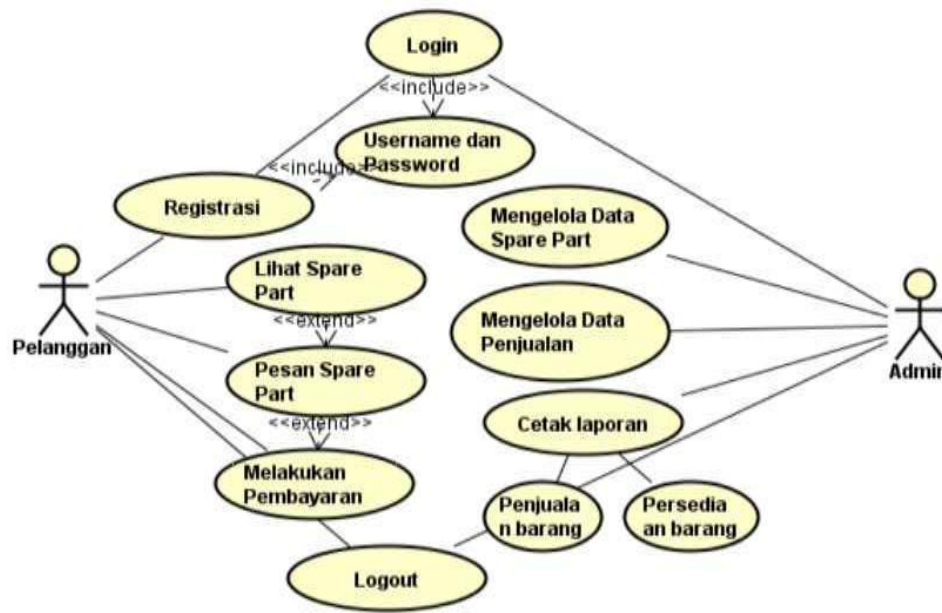 Login
<<include>>
Username dan
Password
<<include>>
Registrasi
Mengelola Data
Spare Part
Lihat Spare
Part
<<extend>>
Mengelola Data
Penjualan
Pelanggan
Admin
Pesan Spare
Part
<<extend>>
Cetak laporan
Melakukan
Pembayaran
Penjuala
n barang
Persedia
an barang
Logout